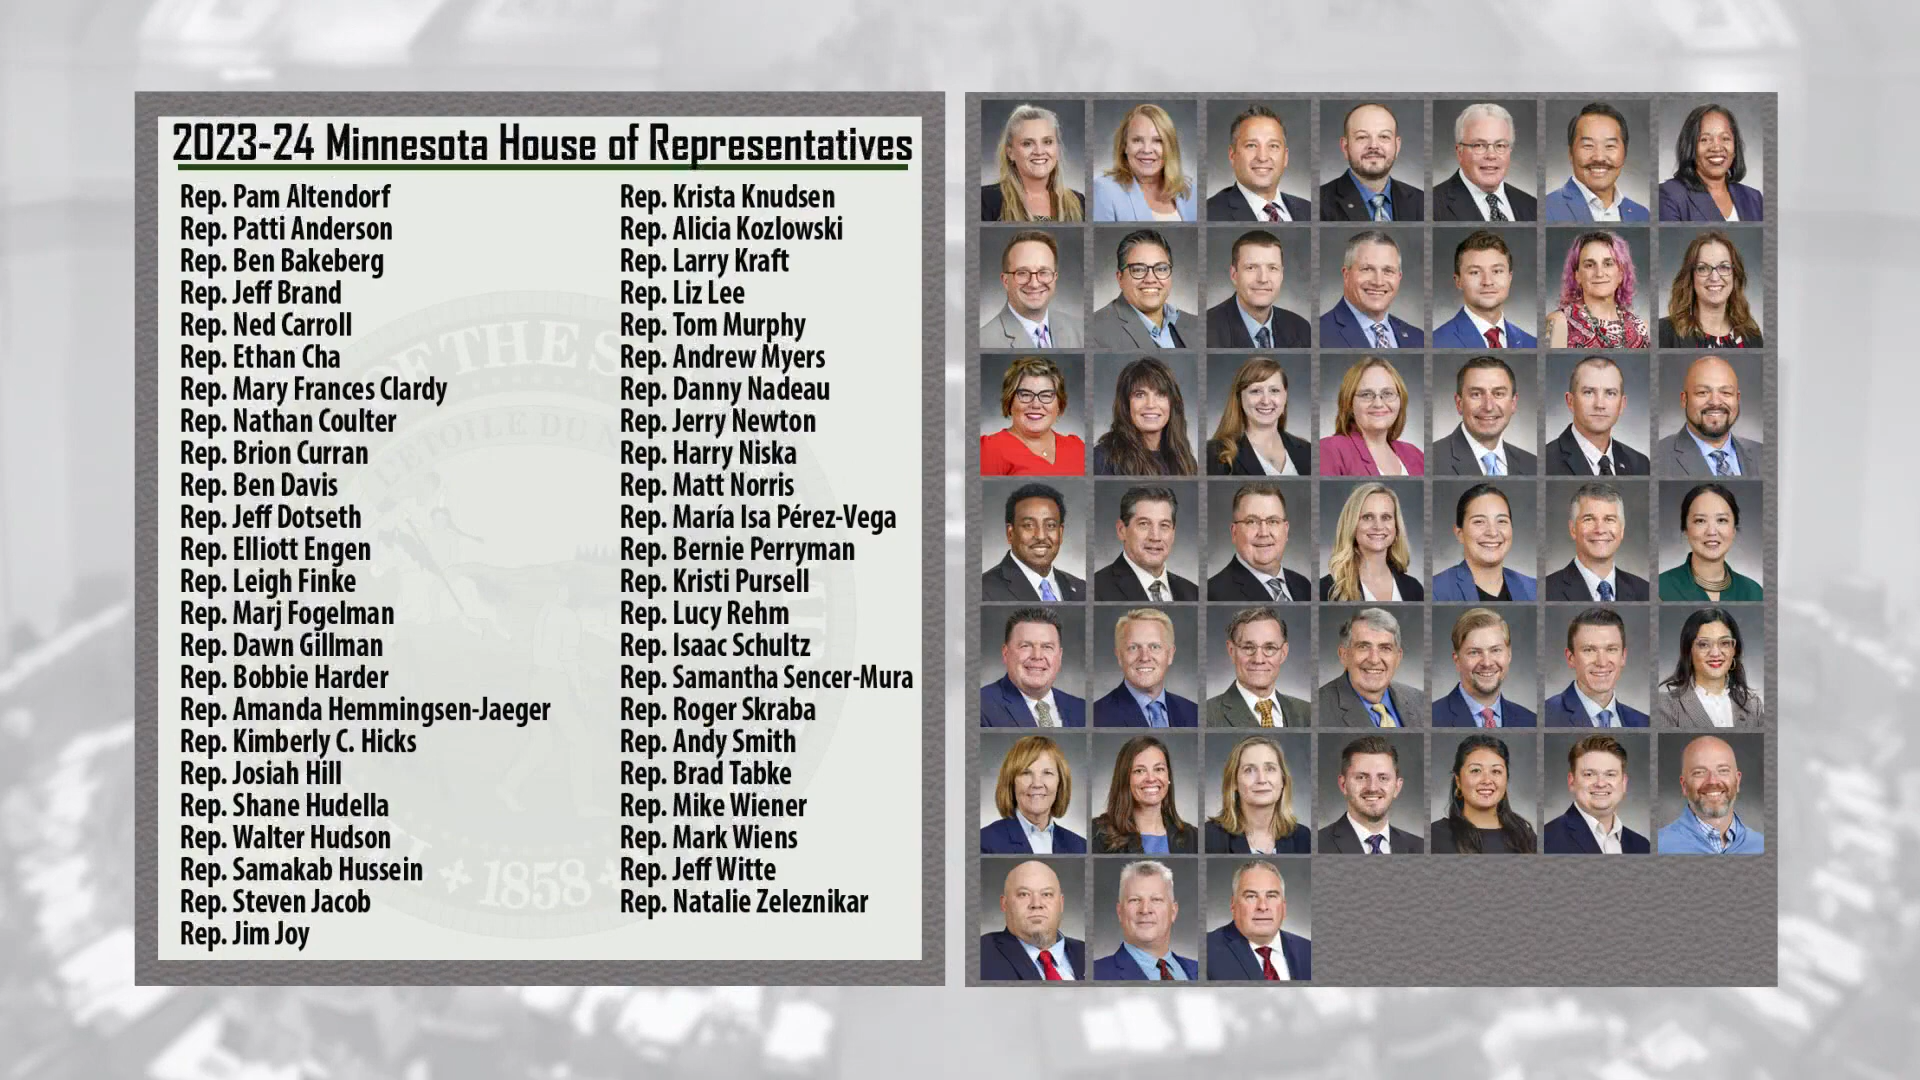 2023-24 Minnesota House of Representatives
Rep. Pam Altendorf
Rep. Patti Anderson
Rep. Ben Bakeberg
Rep. Jeff Brand
Rep. Ned Carroll
Rep. Ethan Cha
Rep. Mary Frances Clardy
Rep. Nathan Coulter
Rep. Brion Curran
Rep. Ben Davis
Rep. Jeff Dotseth
Rep. Elliott Engen
Rep. Leigh Finke
Rep. Marj Fogelman
Rep. Dawn Gillman
Rep. Bobbie Harder
Rep. Amanda Hemmingsen-Jaeger
Rep. Kimberly C. Hicks
Rep. Josiah Hill
Rep. Shane Hudella
Rep. Walter Hudson
Rep. Samakab Hussein
Rep. Steven Jacob
Rep. Jim Joy
Rep. Krista Knudsen
Rep. Alicia Kozlowski
Rep. Larry Kraft
Rep. Liz Lee
Rep. Tom Murphy
Rep. Andrew Myers
Rep. Danny Nadeau
Rep. Jerry Newton
Rep. Harry Niska
Rep. Matt Norris
Rep. María Isa Pérez-Vega
Rep. Bernie Perryman
Rep. Kristi Pursell
Rep. Lucy Rehm
Rep. Isaac Schultz
Rep. Samantha Sencer-Mura
Rep. Roger Skraba
Rep. Andy Smith
Rep. Brad Tabke
Rep. Mike Wiener
Rep. Mark Wiens
Rep. Jeff Witte
Rep. Natalie Zeleznikar
OF THE
ETOILE DU
1858